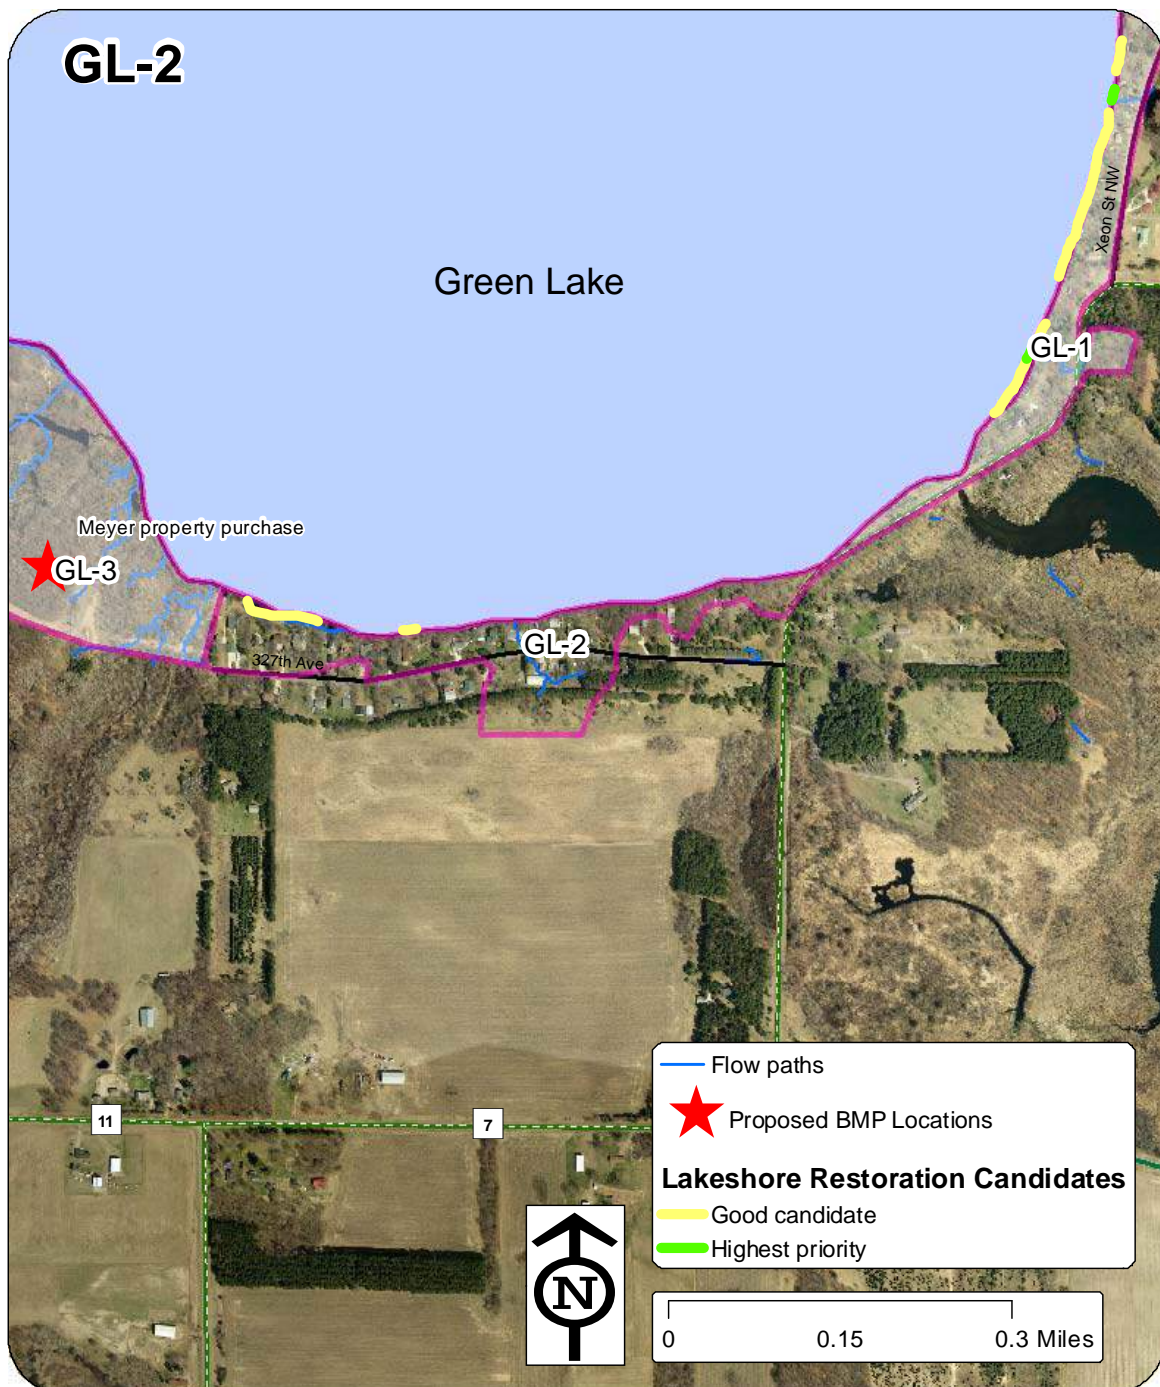 GL-2
Xeon St NW
Green Lake
GL-1
Meyer property purchase
GL-3
GL-2
327th Ave
Flow paths
11
7
Proposed BMP Locations
Lakeshore Restoration Candidates
Good candidate
Highest priority
N
0 0.15 0.3 Miles